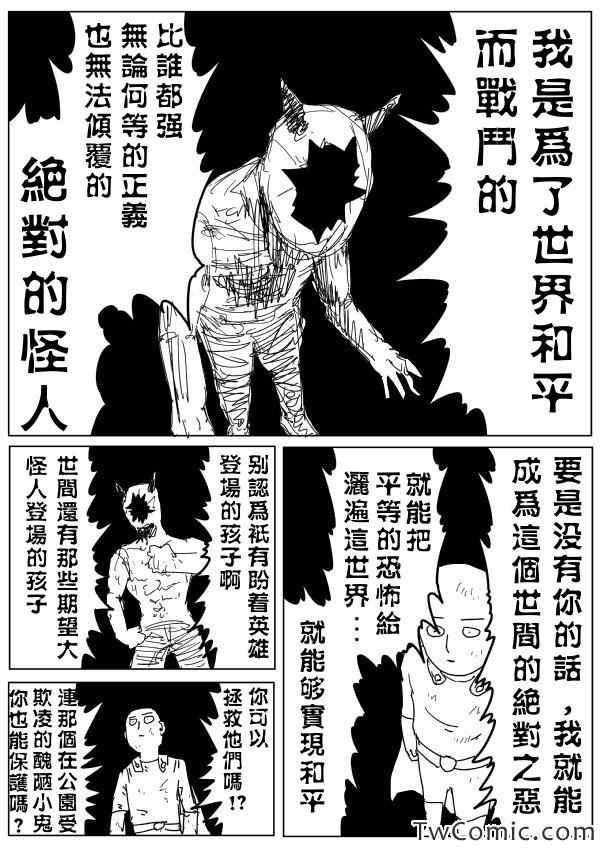 我是爲了世界和平
而戰鬥的
比誰都强
無論何等的正義
也無法傾覆的
絕對的怪人
要是没有你的話，我就能
成爲這個世間的絕對之惡
就能把
平等的恐怖給
灑遍這世界…
就能够實現和平
别認爲衹有盼着英雄
登場的孩子啊
世間還有那些期望大
怪人登場的孩子
你可以
拯救他們嗎!?
連那個在公園受
欺凌的醜陋小鬼
你也能保護嗎?
TwComic.com